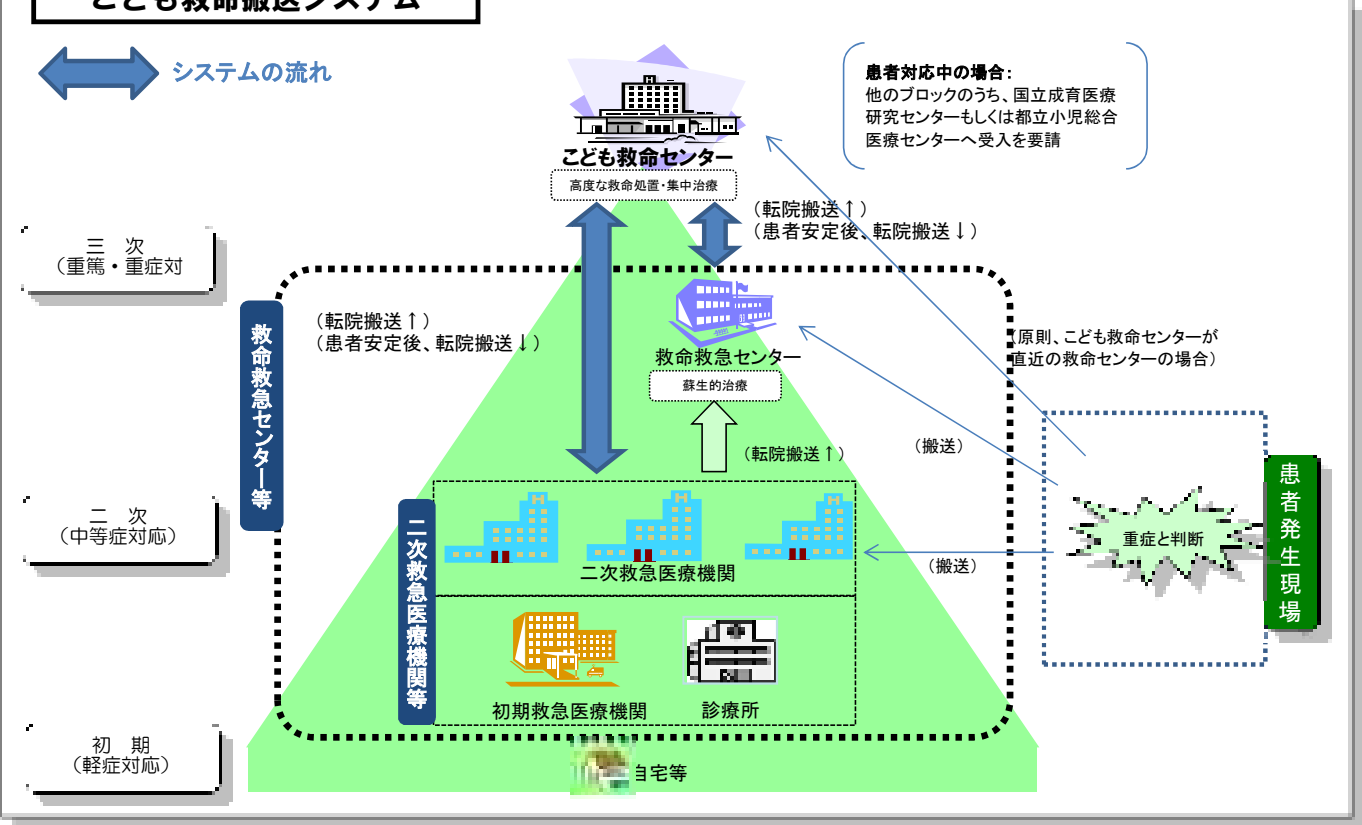 こども救命搬送システム
システムの流れ
患者対応中の場合：
他のブロックのうち、国立成育医療
研究センターもしくは都立小児総合
医療センターへ受入を要請
こども救命センター
高度な救命処置・集中治療
（転院搬送↑）
（患者安定後、転院搬送↓）
三　次
（重篤・重症対
救命救急センター等
（転院搬送↑）
（患者安定後、転院搬送↓）
救命救急センター
蘇生的治療
（原則、こども救命センターが
直近の救命センターの場合）
（転院搬送↑）
（搬送）
二　次
（中等症対応）
二次救急医療機関等
二次救急医療機関
（搬送）
重症と判断
患者発生現場
初期救急医療機関
診療所
初　期
（軽症対応）
自宅等